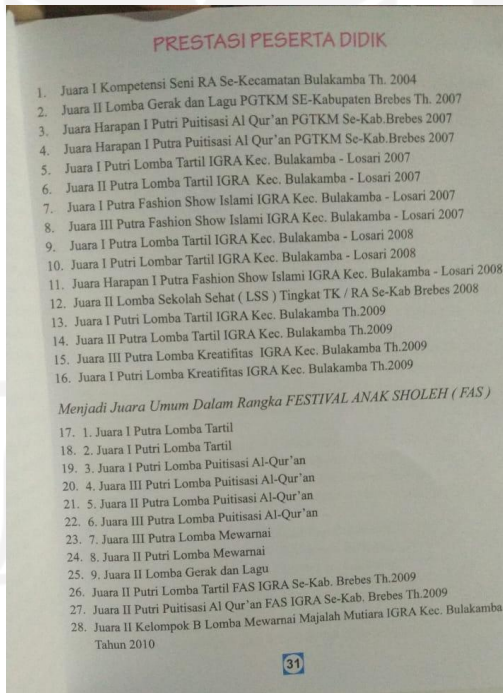 PRESTASI PESERTA DIDIK
1. Juara I Kompetensi Seni RA Se-Kecamatan Bulakamba Th. 2004
2. Juara II Lomba Gerak dan Lagu PGTKM SE-Kabupaten Brebes Th. 2007
3. Juara Harapan I Putri Puitisasi Al Qur'an PGTKM Se-Kab.Brebes 2007
4. Juara Harapan I Putra Puitisasi Al Qur'an PGTKM Se-Kab.Brebes 2007
5. Juara I Putri Lomba Tartil IGRA Kec. Bulakamba - Losari 2007
6. Juara II Putra Lomba Tartil IGRA Kec. Bulakamba - Losari 2007
7. Juara I Putra Fashion Show Islami IGRA Kec. Bulakamba - Losari 2007
8. Juara III Putra Fashion Show Islami IGRA Kec. Bulakamba - Losari 2007
9. Juara I Putra Lomba Tartil IGRA Kec. Bulakamba - Losari 2008
10. Juara I Putri Lombar Tartil IGRA Kec. Bulakamba - Losari 2008
11. Juara Harapan I Putra Fashion Show Islami IGRA Kec. Bulakamba - Losari 2008
12. Juara II Lomba Sekolah Sehat ( LSS ) Tingkat TK / RA Se-Kab Brebes 2008
13. Juara I Putri Lomba Tartil IGRA Kec. Bulakamba Th.2009
14. Juara II Putra Lomba Tartil IGRA Kec. Bulakamba Th.2009
15. Juara III Putra Lomba Kreatifitas IGRA Kec. Bulakamba Th.2009
16. Juara I Putri Lomba Kreatifitas IGRA Kec. Bulakamba Th.2009
Menjadi Juara Umum Dalam Rangka FESTIVAL ANAK SHOLEH ( FAS )
17. 1. Juara I Putra Lomba Tartil
18. 2. Juara I Putri Lomba Tartil
19. 3. Juara I Putri Lomba Puitisasi Al-Qur'an
20. 4. Juara III Putri Lomba Puitisasi Al-Qur'an
21. 5. Juara II Putra Lomba Puitisasi Al-Qur'an
22. 6. Juara III Putra Lomba Puitisasi Al-Qur'an
23. 7. Juara III Putra Lomba Mewarnai
24. 8. Juara II Putri Lomba Mewarnai
25. 9. Juara II Lomba Gerak dan Lagu
26. Juara II Putri Lomba Tartil FAS IGRA Se-Kab. Brebes Th.2009
27. Juara II Putri Puitisasi Al Qur'an FAS IGRA Se-Kab. Brebes Th.2009
28. Juara II Kelompok B Lomba Mewarnai Majalah Mutiara IGRA Kec. Bulakamba
Tahun 2010
31